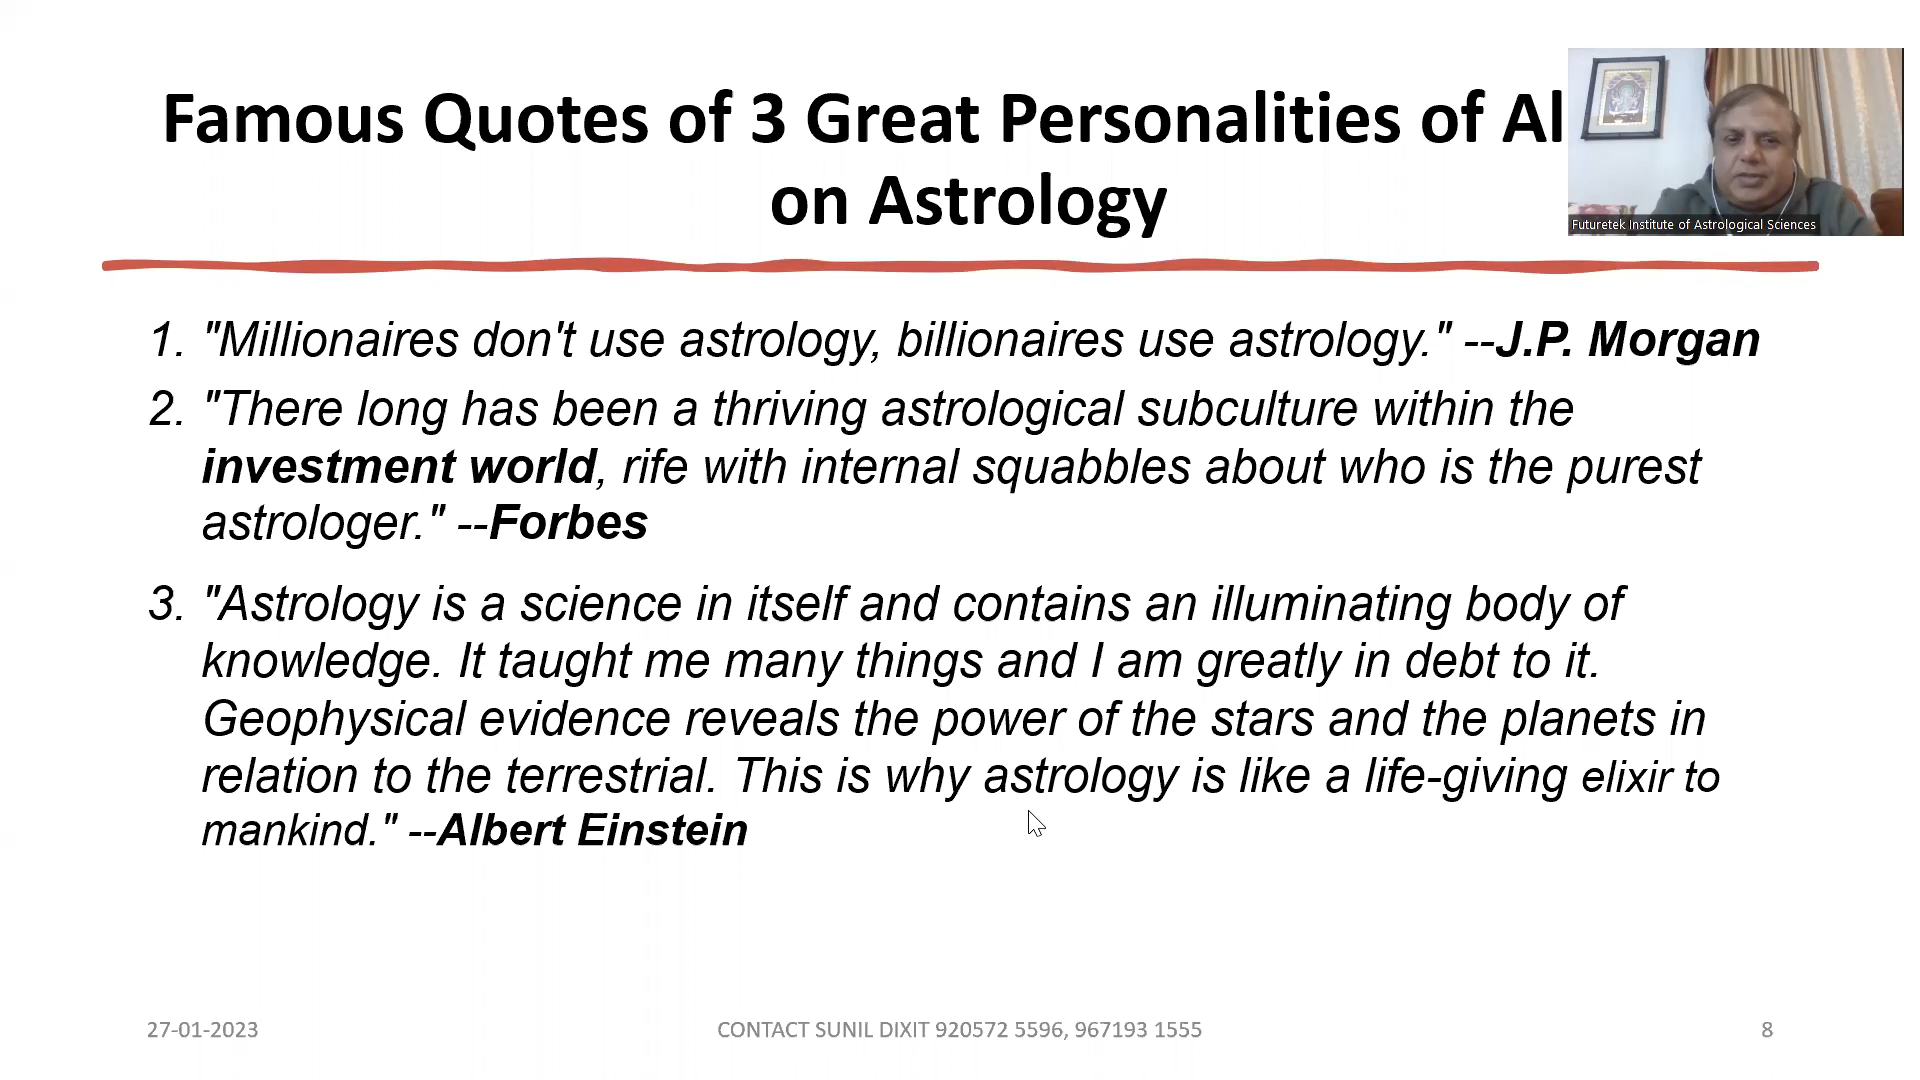 Famous Quotes of 3 Great Personalities of Al
on Astrology
Futuretek Institute of Astrological Sciences
1. "Millionaires don't use astrology, billionaires use astrology." --J.P. Morgan
2. "There long has been a thriving astrological subculture within the
investment world, rife with internal squabbles about who is the purest
astrologer." --Forbes
3. "Astrology is a science in itself and contains an illuminating body of
knowledge. It taught me many things and I am greatly in debt to it.
Geophysical evidence reveals the power of the stars and the planets in
relation to the terrestrial. This is why astrology is like a life-giving elixir to
mankind." --Albert Einstein
27-01-2023
CONTACT SUNIL DIXIT 920572 5596, 967193 1555
8